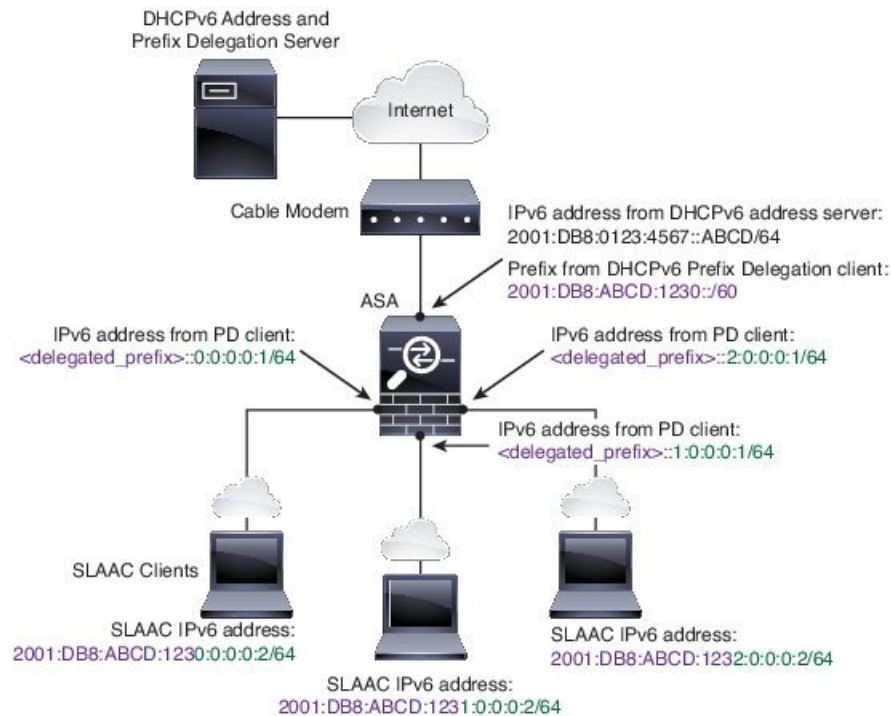 DHCPv6 Address and
Prefix Delegation Server
Internet
Cable Modem
IPv6 address from DHCPv6 address server:
2001:DB8:0123:4567::ABCD/64
Prefix from DHCPv6 Prefix Delegation client:
2001:DB8:ABCD:1230::/60
ASA
IPv6 address from PD client:
<delegated_prefix>::0:0:0:0:1/64
IPv6 address from PD client:
<delegated_prefix>::2:0:0:0:1/64
IPv6 address from PD client:
<delegated_prefix>::1:0:0:0:1/64
SLAAC Clients
SLAAC IPv6 address:
2001:DB8:ABCD:1230:0:0:0:2/64
SLAAC IPv6 address:
2001:DB8:ABCD:1231:0:0:0:2/64
SLAAC IPv6 address:
2001:DB8:ABCD:1232:0:0:0:2/64